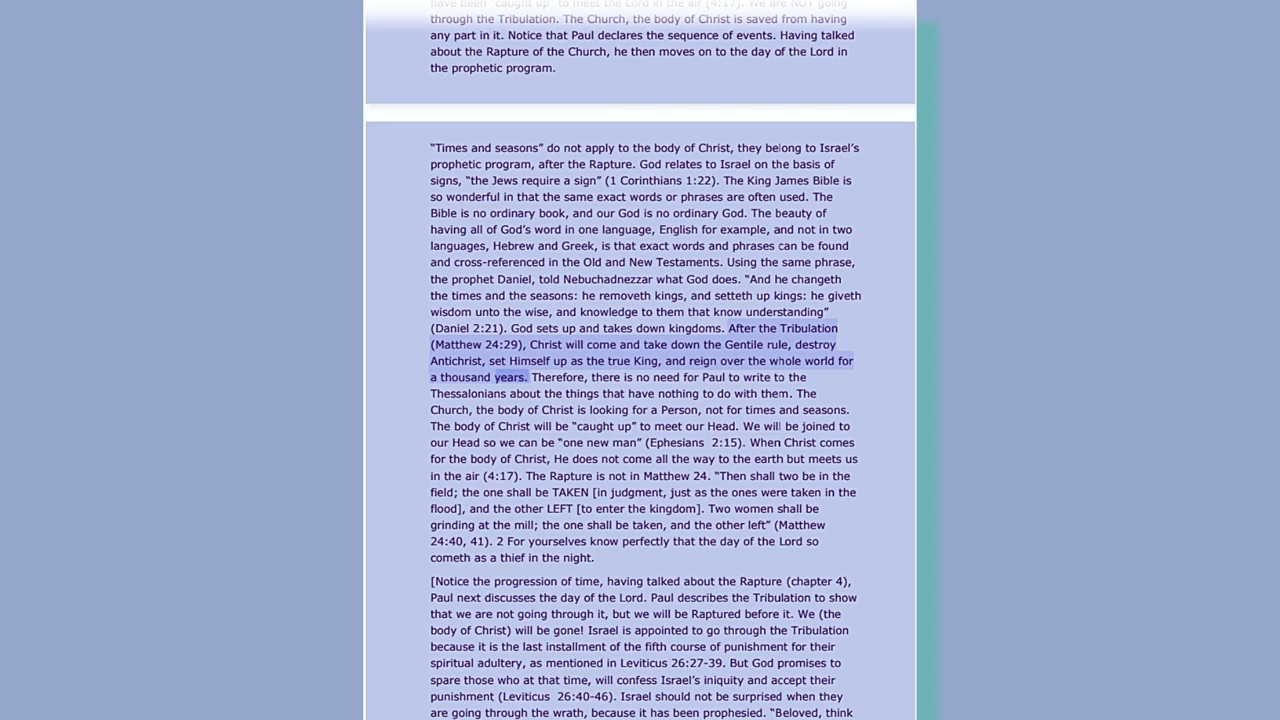 have been “caught up” to meet the Lord in the air (4:17). We are NOT going
through the Tribulation. The Church, the body of Christ is saved from having
any part in it. Notice that Paul declares the sequence of events. Having talked
about the Rapture of the Church, he then moves on to the day of the Lord in
the prophetic program.
“Times and seasons” do not apply to the body of Christ, they belong to Israel’s
prophetic program, after the Rapture. God relates to Israel on the basis of
signs, “the Jews require a sign” (1 Corinthians 1:22). The King James Bible is
so wonderful in that the same exact words or phrases are often used. The
Bible is no ordinary book, and our God is no ordinary God. The beauty of
having all of God’s word in one language, English for example, and not in two
languages, Hebrew and Greek, is that exact words and phrases can be found
and cross-referenced in the Old and New Testaments. Using the same phrase,
the prophet Daniel, told Nebuchadnezzar what God does. “And he changeth
the times and the seasons: he removeth kings, and setteth up kings: he giveth
wisdom unto the wise, and knowledge to them that know understanding”
(Daniel 2:21). God sets up and takes down kingdoms. After the Tribulation
(Matthew 24:29), Christ will come and take down the Gentile rule, destroy
Antichrist, set Himself up as the true King, and reign over the whole world for
a thousand years. Therefore, there is no need for Paul to write to the
Thessalonians about the things that have nothing to do with them. The
Church, the body of Christ is looking for a Person, not for times and seasons.
The body of Christ will be “caught up” to meet our Head. We will be joined to
our Head so we can be “one new man” (Ephesians 2:15). When Christ comes
for the body of Christ, He does not come all the way to the earth but meets us
in the air (4:17). The Rapture is not in Matthew 24. “Then shall two be in the
field; the one shall be TAKEN [in judgment, just as the ones were taken in the
flood], and the other LEFT [to enter the kingdom]. Two women shall be
grinding at the mill; the one shall be taken, and the other left” (Matthew
24:40, 41). 2 For yourselves know perfectly that the day of the Lord so
cometh as a thief in the night.
[Notice the progression of time, having talked about the Rapture (chapter 4),
Paul next discusses the day of the Lord. Paul describes the Tribulation to show
that we are not going through it, but we will be Raptured before it. We (the
body of Christ) will be gone! Israel is appointed to go through the Tribulation
because it is the last installment of the fifth course of punishment for their
spiritual adultery, as mentioned in Leviticus 26:27-39. But God promises to
spare those who at that time, will confess Israel’s iniquity and accept their
punishment (Leviticus 26:40-46). Israel should not be surprised when they
are going through the wrath, because it has been prophesied. “Beloved, think